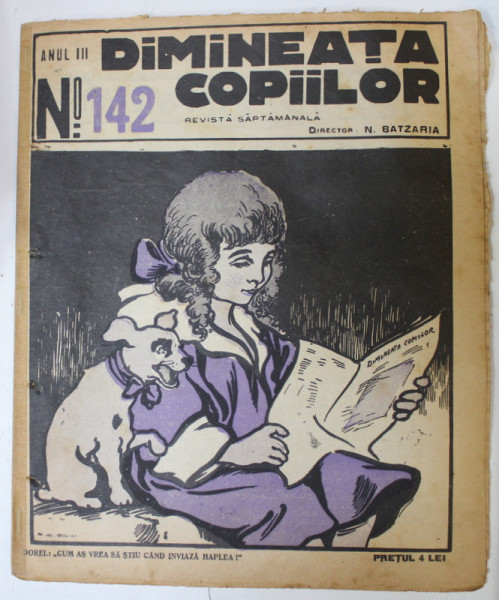 ANUL III
DIMINEAȚA
COPIILOR
No. 142
REVISTĂ SĂPTĂMÂNALĂ
DIRECTOR N. BATZARIA
DIMINEAȚA COPIILOR
DOREL: „CUM AȘ VREA SĂ ȘTIU CÂND INVIAZĂ HAPLEA!"
PREȚUL 4 LEI